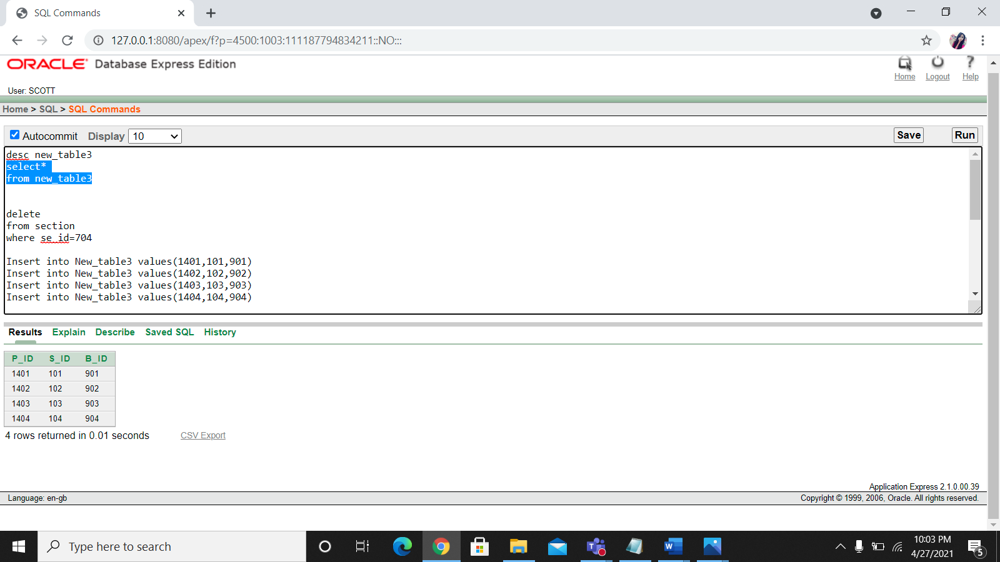 SQL Commands
127.0.0.1:8080/apex/f?p=4500:1003:111187794834211::NO:::
ORACLE Database Express Edition
Home Logout Help
User: SCOTT
Home > SQL > SQL Commands
Autocommit Display 10 Save Run
desc new_table3
select*
from new_table3
delete
from section
where se_id=704
Insert into New_table3 values(1401,101,901)
Insert into New_table3 values(1402,102,902)
Insert into New_table3 values(1403,103,903)
Insert into New_table3 values(1404,104,904)
Results Explain Describe Saved SQL History
P_ID S_ID B_ID
1401 101 901
1402 102 902
1403 103 903
1404 104 904
4 rows returned in 0.01 seconds CSV Export
Application Express 2.1.0.00.39
Language: en-gb Copyright © 1999, 2006, Oracle. All rights reserved.
Type here to search
10:03 PM
4/27/2021
5